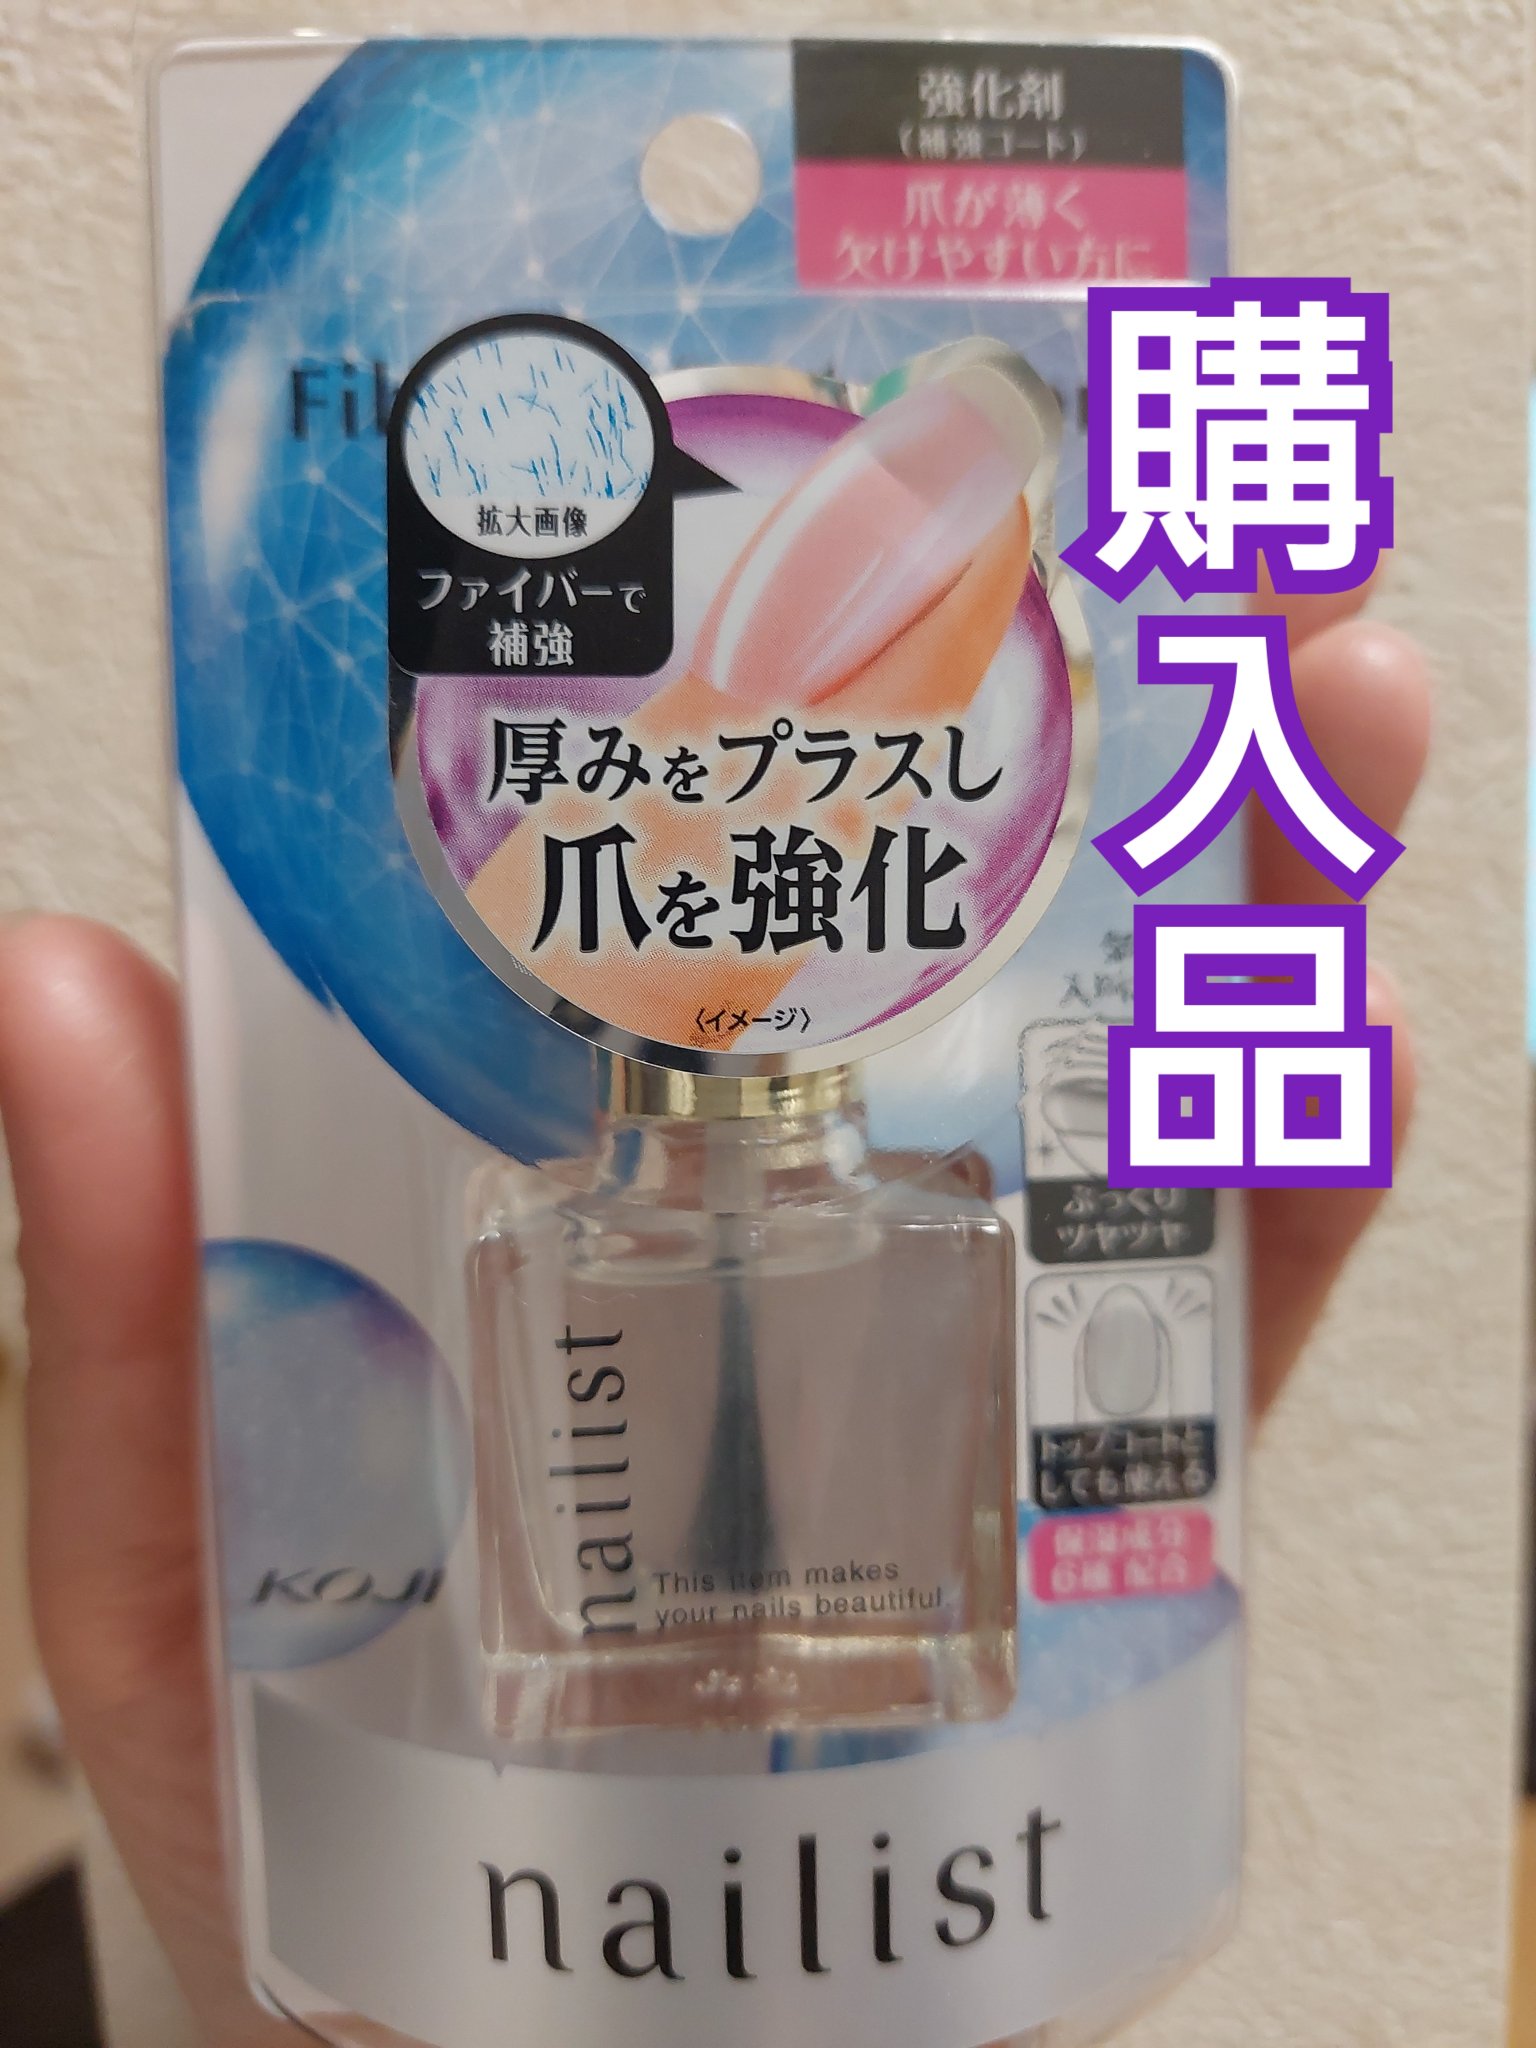 強化剤
(補強コート)
爪が薄く
欠けやすい方に
拡大画像
ファイバーで
補強
厚みをプラスし
爪を強化
〈イメージ〉
購入品
ぷっくり
ツヤツヤ
トップコートと
しても使える
保湿成分
6種 配合
KOJI
nailist
This item makes
your nails beautiful.
nailist